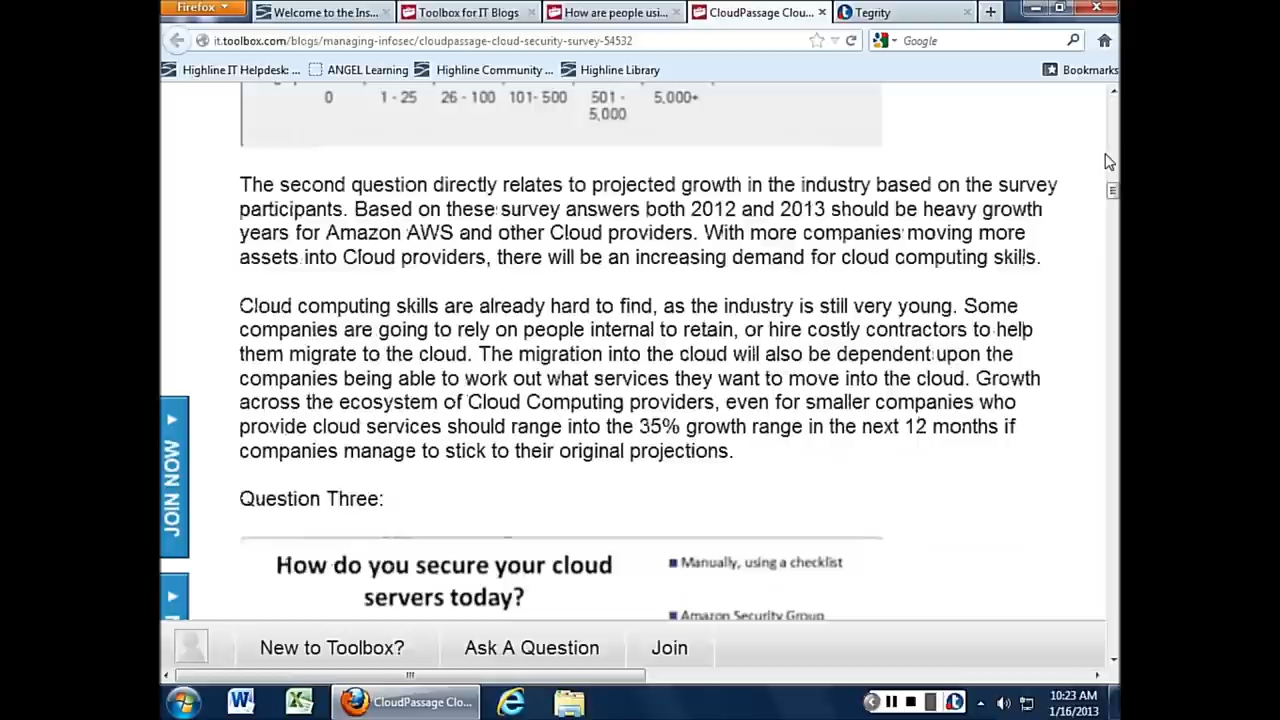 Firefox
Welcome to the Ins...
Toolbox for IT Blogs
How are people usi...
CloudPassage Clou...
Tegrity
it.toolbox.com/blogs/managing-infosec/cloudpassage-cloud-security-survey-54532
Google
Highline IT Helpdesk: ...
ANGEL Learning
Highline Community ...
Highline Library
Bookmarks
0 1 - 25 26 - 100 101- 500 501 - 5,000+
5,000
The second question directly relates to projected growth in the industry based on the survey
participants. Based on these survey answers both 2012 and 2013 should be heavy growth
years for Amazon AWS and other Cloud providers. With more companies moving more
assets into Cloud providers, there will be an increasing demand for cloud computing skills.
Cloud computing skills are already hard to find, as the industry is still very young. Some
companies are going to rely on people internal to retain, or hire costly contractors to help
them migrate to the cloud. The migration into the cloud will also be dependent upon the
companies being able to work out what services they want to move into the cloud. Growth
across the ecosystem of Cloud Computing providers, even for smaller companies who
provide cloud services should range into the 35% growth range in the next 12 months if
companies manage to stick to their original projections.
JOIN NOW
Question Three:
How do you secure your cloud
servers today?
Manually, using a checklist
Amazon Security Group
New to Toolbox?
Ask A Question
Join
CloudPassage Clo...
10:23 AM
1/16/2013